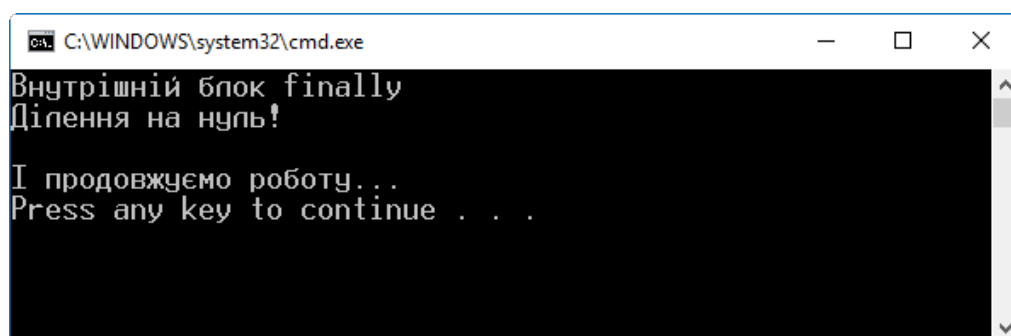 C:\WINDOWS\system32\cmd.exe
Внутрішній блок finally
Ділення на нуль!
І продовжуємо роботу...
Press any key to continue . . .